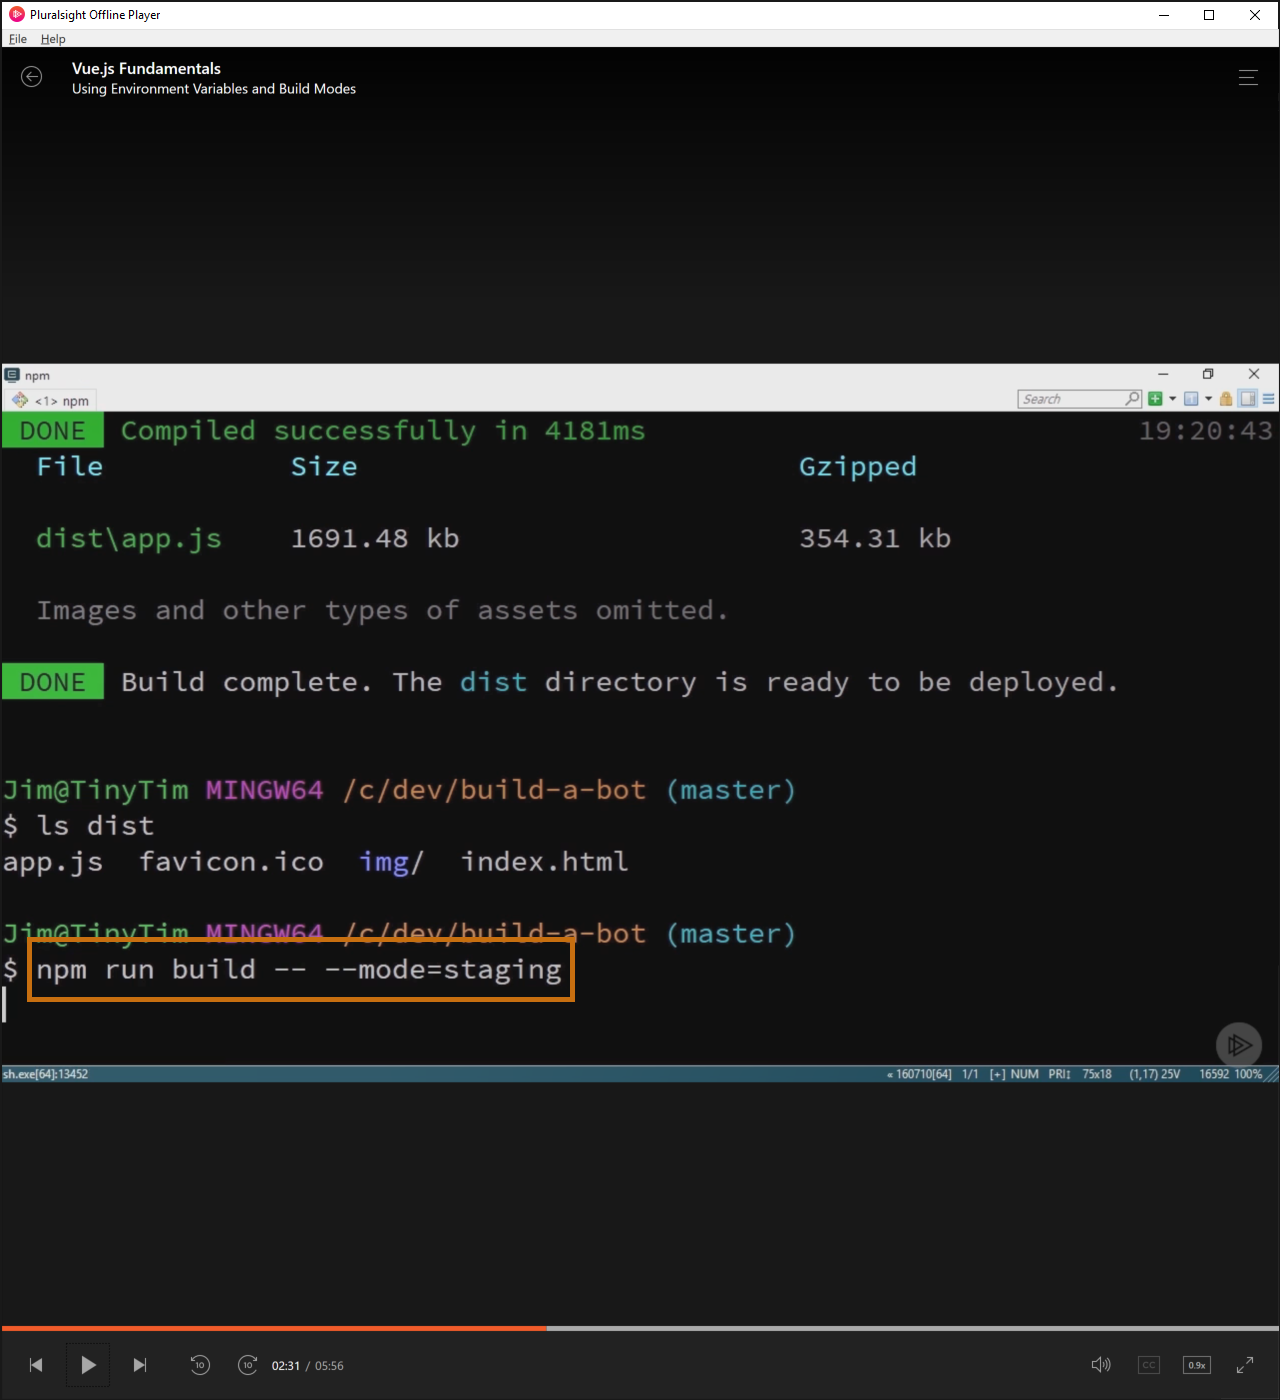 Pluralsight Offline Player
File Help
Vue.js Fundamentals
Using Environment Variables and Build Modes
npm
<1> npm
Search
DONE Compiled successfully in 4181ms 19:20:43
File Size Gzipped
dist\app.js 1691.48 kb 354.31 kb
Images and other types of assets omitted.
DONE Build complete. The dist directory is ready to be deployed.
Jim@TinyTim MINGW64 /c/dev/build-a-bot (master)
$ ls dist
app.js favicon.ico img/ index.html
Jim@TinyTim MINGW64 /c/dev/build-a-bot (master)
$ npm run build -- --mode=staging
sh.exe[64]:13452 « 160710[64] 1/1 [+] NUM PRI↕ 75x18 (1,17) 25V 16592 100%
10 10 02:31 / 05:56 CC 0.9x